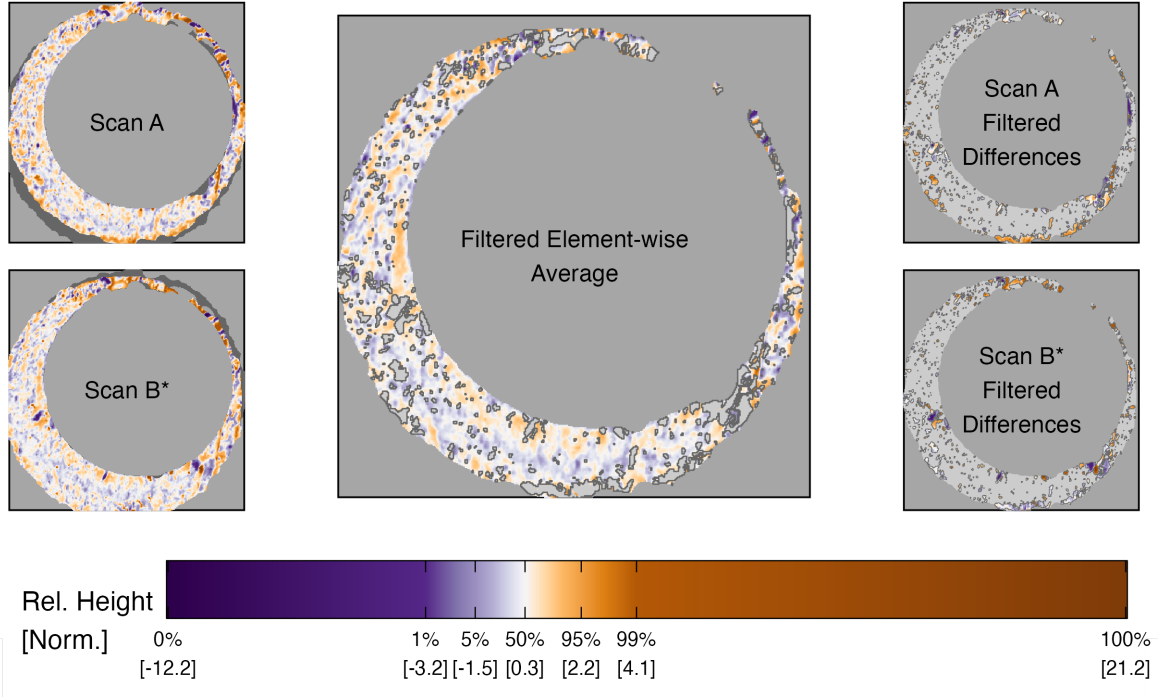 Scan A
Scan B*
Filtered Element-wise
Average
Scan A
Filtered
Differences
Scan B*
Filtered
Differences
Rel. Height
[Norm.]
0% 1% 5% 50% 95% 99% 100%
[-12.2] [-3.2] [-1.5] [0.3] [2.2] [4.1] [21.2]